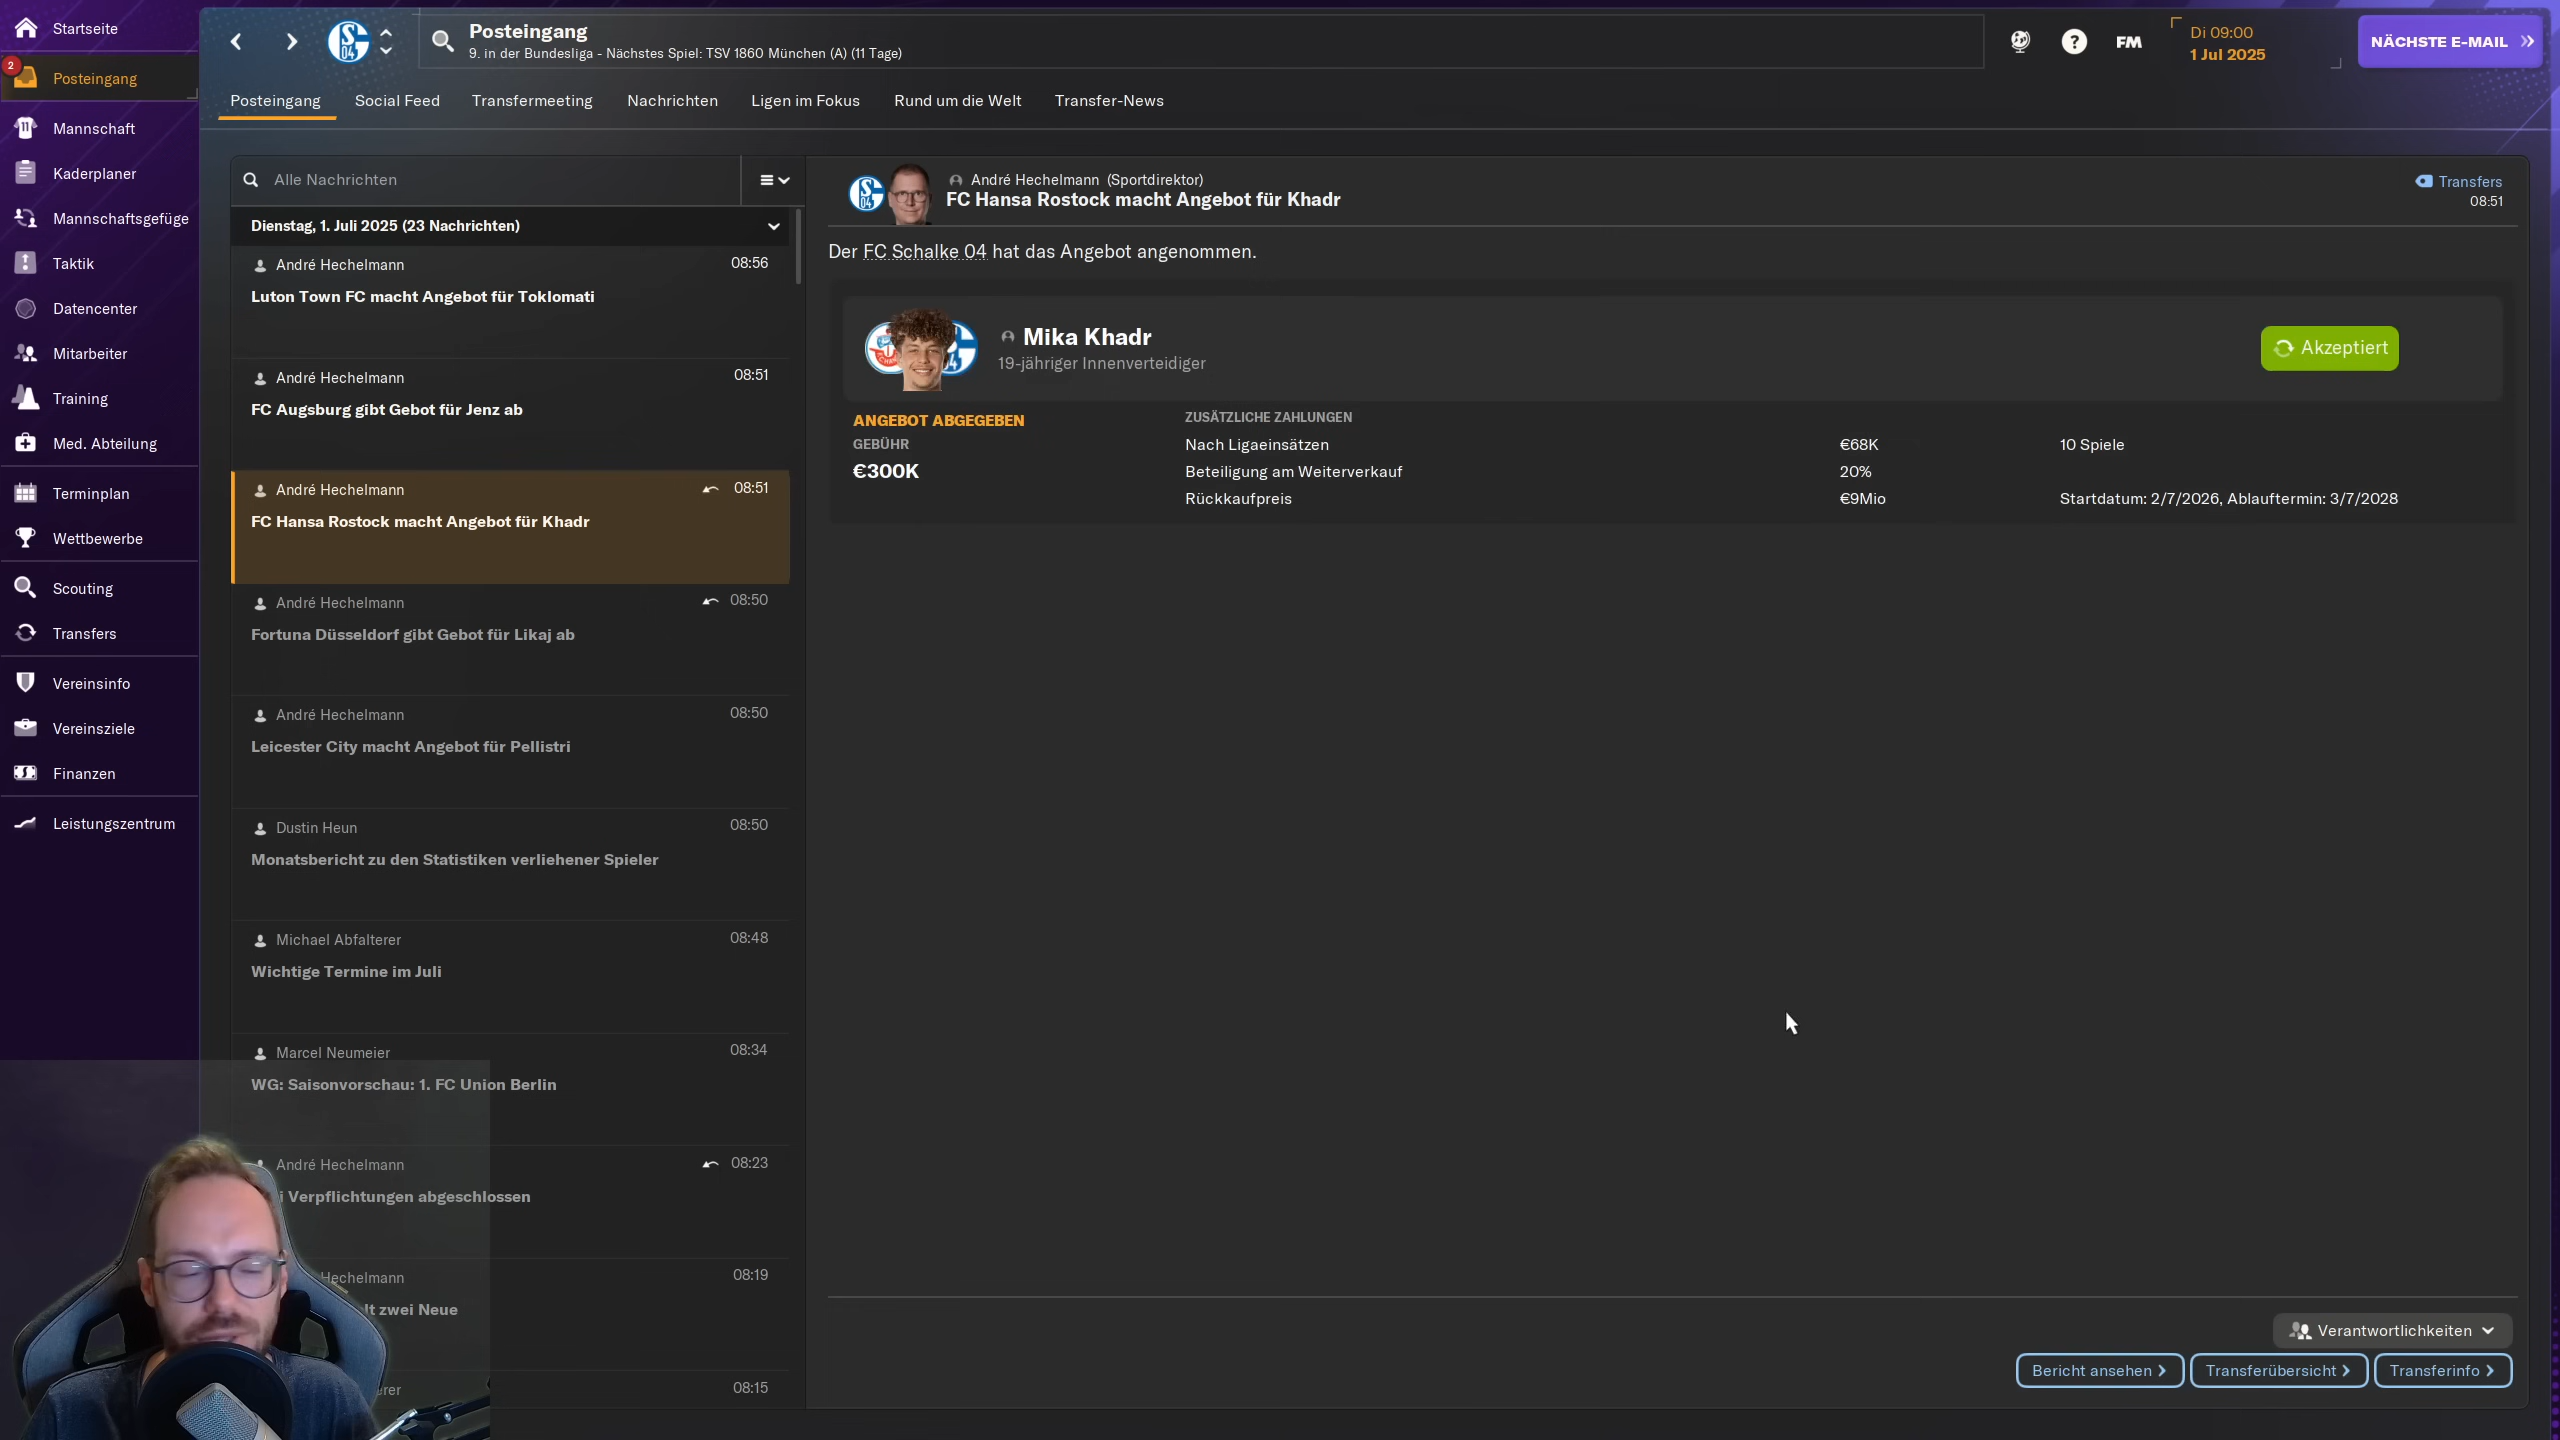 Startseite
2
Posteingang
Mannschaft
Kaderplaner
Mannschaftsgefüge
Taktik
Datencenter
Mitarbeiter
Training
Med. Abteilung
Terminplan
Wettbewerbe
Scouting
Transfers
Vereinsinfo
Vereinsziele
Finanzen
Leistungszentrum
Posteingang
9. in der Bundesliga - Nächstes Spiel: TSV 1860 München (A) (11 Tage)
FM
Di 09:00
1 Jul 2025
NÄCHSTE E-MAIL
Posteingang Social Feed Transfermeeting Nachrichten Ligen im Fokus Rund um die Welt Transfer-News
Alle Nachrichten
Dienstag, 1. Juli 2025 (23 Nachrichten)
André Hechelmann 08:56
Luton Town FC macht Angebot für Toklomati
André Hechelmann 08:51
FC Augsburg gibt Gebot für Jenz ab
André Hechelmann 08:51
FC Hansa Rostock macht Angebot für Khadr
André Hechelmann 08:50
Fortuna Düsseldorf gibt Gebot für Likaj ab
André Hechelmann 08:50
Leicester City macht Angebot für Pellistri
Dustin Heun 08:50
Monatsbericht zu den Statistiken verliehener Spieler
Michael Abfalterer 08:48
Wichtige Termine im Juli
Marcel Neumeier 08:34
WG: Saisonvorschau: 1. FC Union Berlin
André Hechelmann 08:23
Verpflichtungen abgeschlossen
Hechelmann 08:19
zwei Neue
08:15
André Hechelmann (Sportdirektor)
FC Hansa Rostock macht Angebot für Khadr
Transfers
08:51
Der FC Schalke 04 hat das Angebot angenommen.
Mika Khadr
19-jähriger Innenverteidiger
Akzeptiert
ANGEBOT ABGEGEBEN
GEBÜHR
€300K
ZUSÄTZLICHE ZAHLUNGEN
Nach Ligaeinsätzen €68K 10 Spiele
Beteiligung am Weiterverkauf 20%
Rückkaufpreis €9Mio Startdatum: 2/7/2026, Ablauftermin: 3/7/2028
Verantwortlichkeiten
Bericht ansehen Transferübersicht Transferinfo